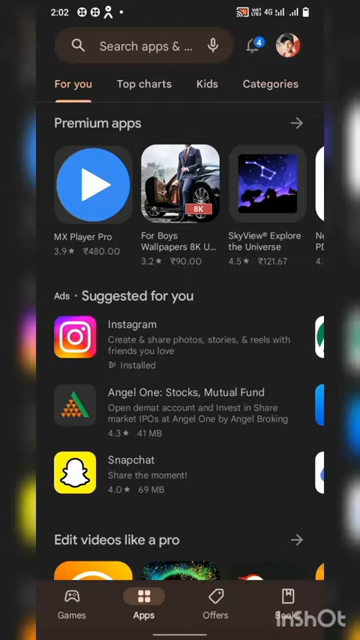 2:02
VoWiFi LTE2 4G
Search apps & ...
4
For you Top charts Kids Categories
Premium apps
8K
MX Player Pro
3.9★ ₹480.00
For Boys
Wallpapers 8K U...
3.2★ ₹90.00
SkyView® Explore
the Universe
4.5★ ₹121.67
Ads • Suggested for you
Instagram
Create & share photos, stories, & reels with
friends you love
Installed
Angel One: Stocks, Mutual Fund
Open demat account and Invest in Share
market IPOs at Angel One by Angel Broking
4.3★ 41 MB
Snapchat
Share the moment!
4.0★ 69 MB
Edit videos like a pro
Games Apps Offers Books
InShOt